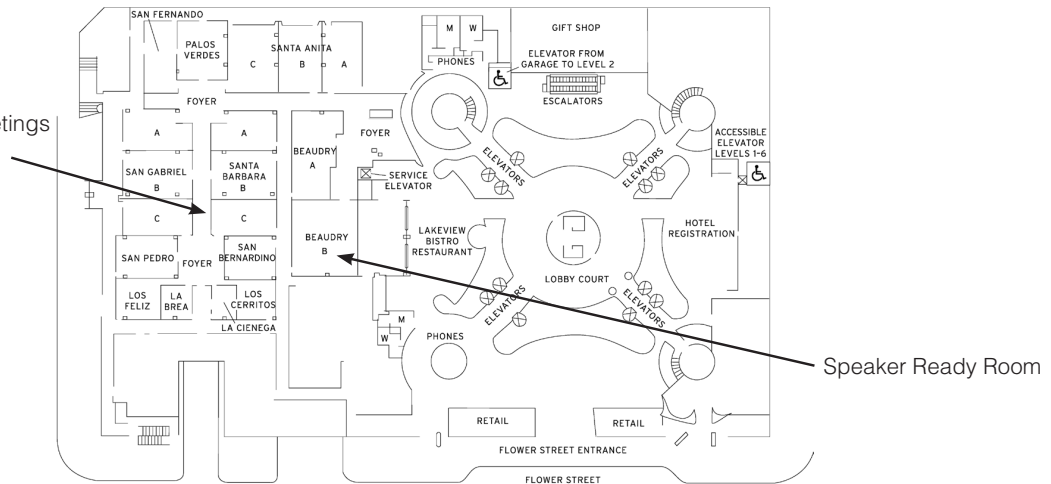 SAN FERNANDO
PALOS
VERDES
SANTA ANITA
C
B
A
M
W
PHONES
GIFT SHOP
ELEVATOR FROM
GARAGE TO LEVEL 2
ESCALATORS
FOYER
A
A
FOYER
BEAUDRY
A
ELEVATORS
ELEVATORS
ACCESSIBLE
ELEVATOR
LEVELS 1-6
SAN GABRIEL
B
SANTA
BARBARA
B
SERVICE
ELEVATOR
C
C
BEAUDRY
B
LAKEVIEW
BISTRO
RESTAURANT
HOTEL
REGISTRATION
SAN PEDRO
FOYER
SAN
BERNARDINO
LOBBY COURT
LOS
FELIZ
LA
BREA
LOS
CERRITOS
LA CIENEGA
ELEVATORS
ELEVATORS
M
W
PHONES
Speaker Ready Room
RETAIL
RETAIL
FLOWER STREET ENTRANCE
FLOWER STREET